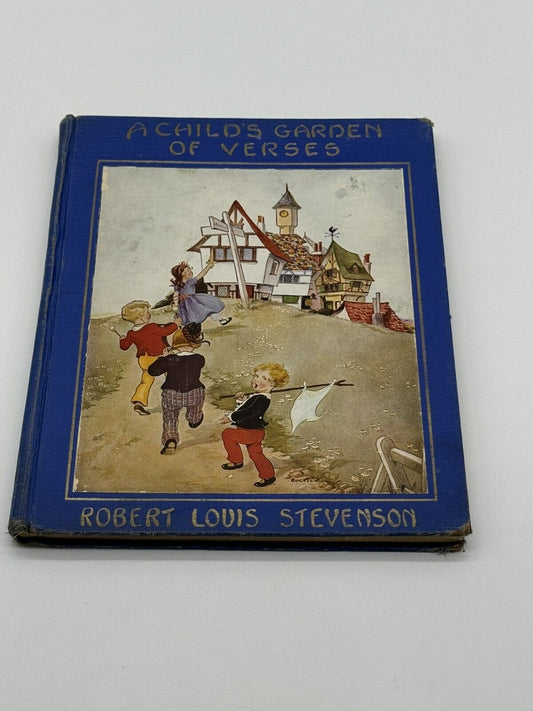 A CHILD'S GARDEN
OF VERSES
ROBERT LOUIS STEVENSON